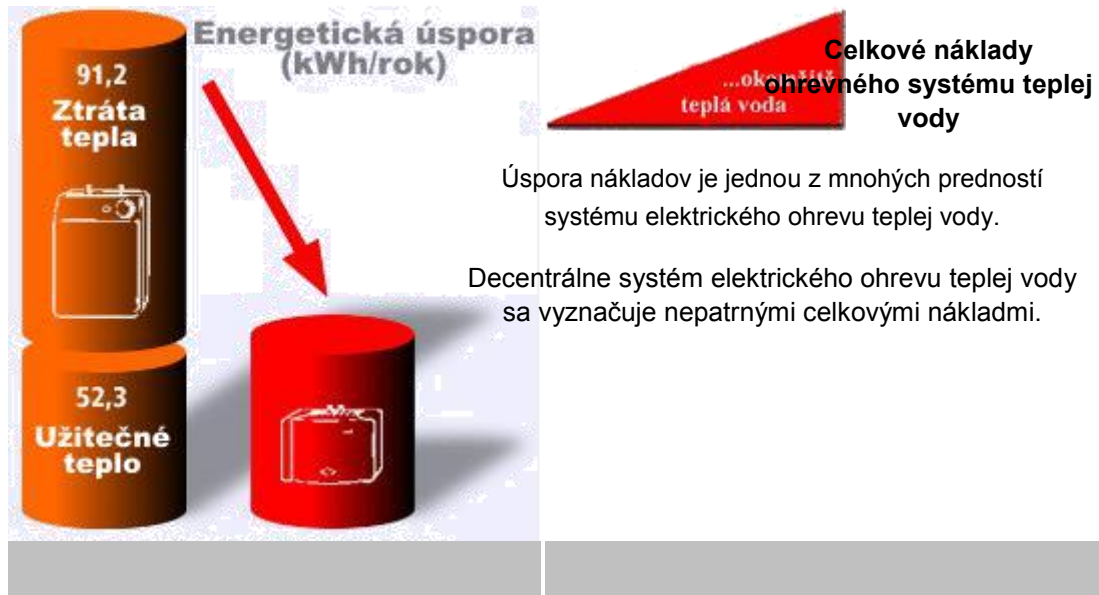 Energetická úspora
(kWh/rok)
91,2
Ztráta
tepla
52,3
Užitečné
teplo
Celkové náklady
ohrevného systému teplej
vody
teplá voda
Úspora nákladov je jednou z mnohých predností
systému elektrického ohrevu teplej vody.
Decentrálne systém elektrického ohrevu teplej vody
sa vyznačuje nepatrnými celkovými nákladmi.